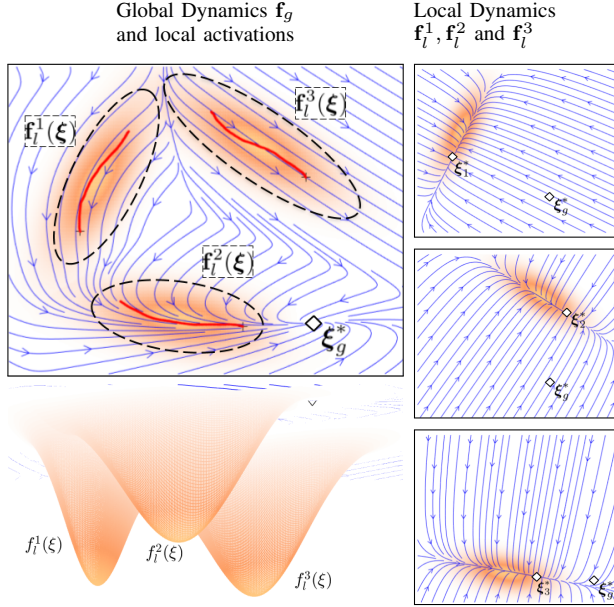 Global Dynamics f_g
and local activations
Local Dynamics
f_l^1, f_l^2 and f_l^3
f_l^1(ξ)
f_l^3(ξ)
f_l^2(ξ)
ξ_g^*
f_l^1(ξ)
f_l^2(ξ)
f_l^3(ξ)
ξ_1^*
ξ_g^*
ξ_2^*
ξ_g^*
ξ_3^*
ξ_g^*